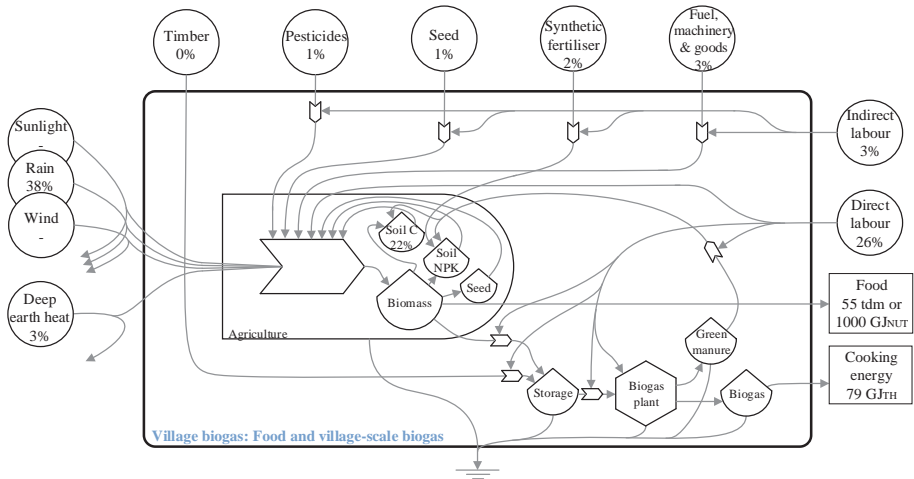 Timber
0%
Pesticides
1%
Seed
1%
Synthetic
fertiliser
2%
Fuel,
machinery
& goods
3%
Sunlight
-
Rain
38%
Wind
-
Deep
earth heat
3%
Indirect
labour
3%
Direct
labour
26%
Soil C
22%
Soil
NPK
Seed
Biomass
Agriculture
Food
55 tdm or
1000 GJNUT
Green
manure
Cooking
energy
79 GJTH
Storage
Biogas
plant
Biogas
Village biogas: Food and village-scale biogas